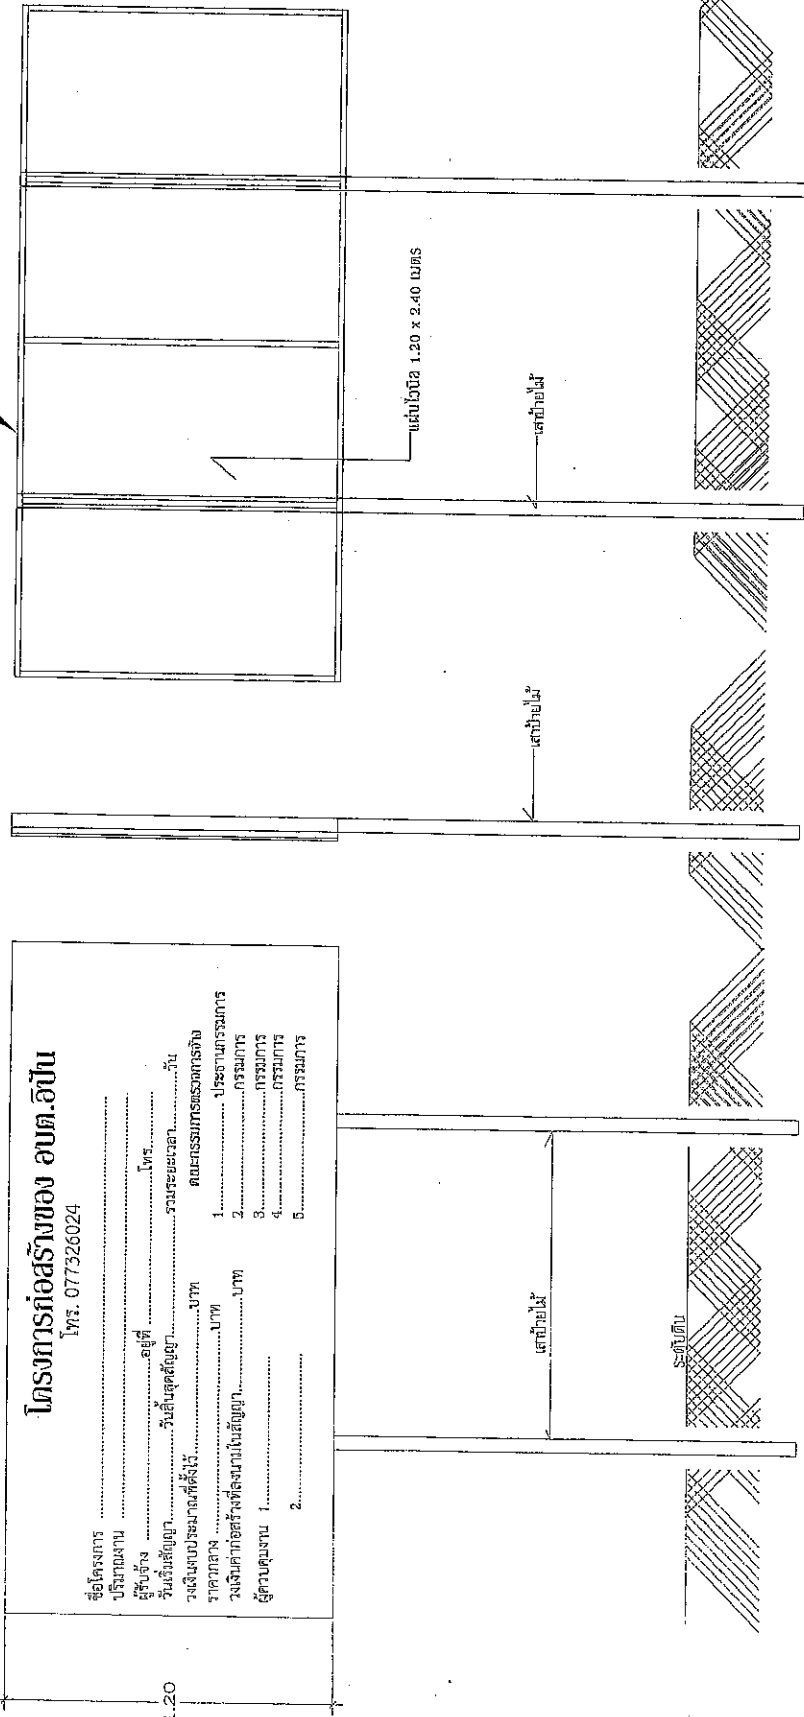 โครงการก่อสร้างของ อบต.อิปัน
โทร. 077326024
ชื่อโครงการ ..............................
ปริมาณงาน ..............................
ผู้รับจ้าง ....................อยู่ที่ ..............................โทร...............
วันเริ่มสัญญา....................วันสิ้นสุดสัญญา....................รวมระยะเวลา...............วัน
วงเงินงบประมาณที่ตั้งไว้..............................บาท
ราคากลาง ..............................บาท
วงเงินค่าก่อสร้างที่ลงนามในสัญญา....................บาท
ผู้ควบคุมงาน 1..............................
2..............................
คณะกรรมการตรวจการจ้าง
1.................... ประธานกรรมการ
2....................กรรมการ
3....................กรรมการ
4....................กรรมการ
5....................กรรมการ
เสาป้ายไม้
ระดับดิน
เสาป้ายไม้
แผ่นไวนิล 1.20 x 2.40 เมตร
เสาป้ายไม้